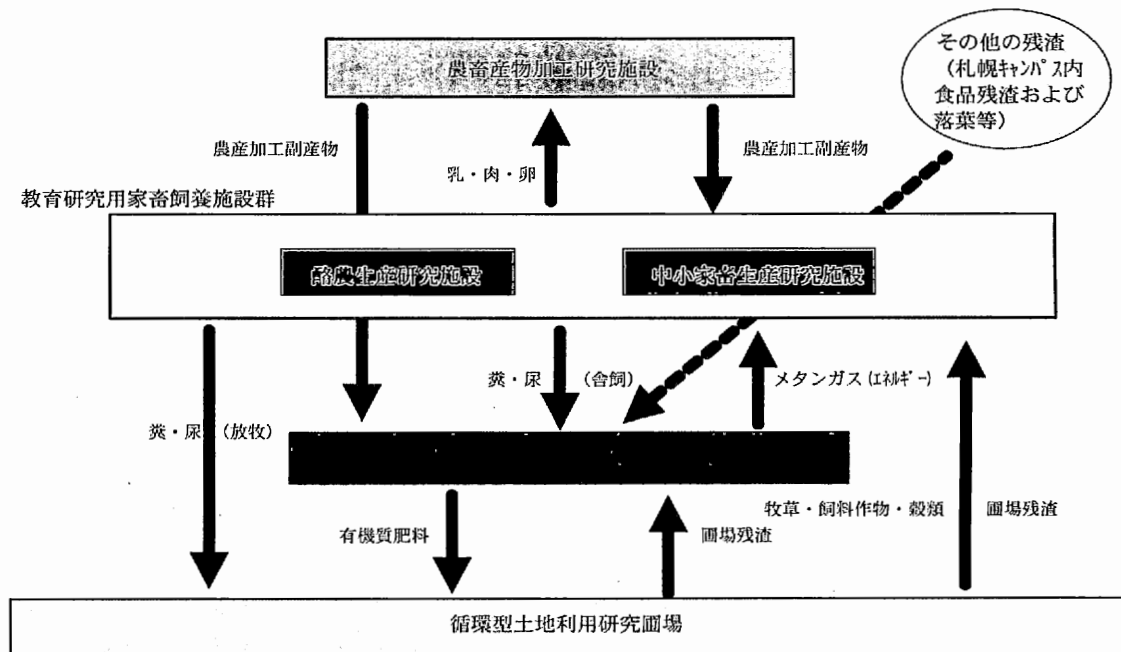 その他の残渣
(札幌ｷｬﾝﾊﾟｽ内
食品残渣および
落葉等)
農畜産物加工研究施設
農産加工副産物
乳・肉・卵
農産加工副産物
教育研究用家畜飼養施設群
酪農生産研究施設
中小家畜生産研究施設
糞・尿 (舎飼)
メタンガス(ｴﾈﾙｷﾞｰ)
糞・尿 (放牧)
牧草・飼料作物・穀類
圃場残渣
有機質肥料
圃場残渣
循環型土地利用研究圃場